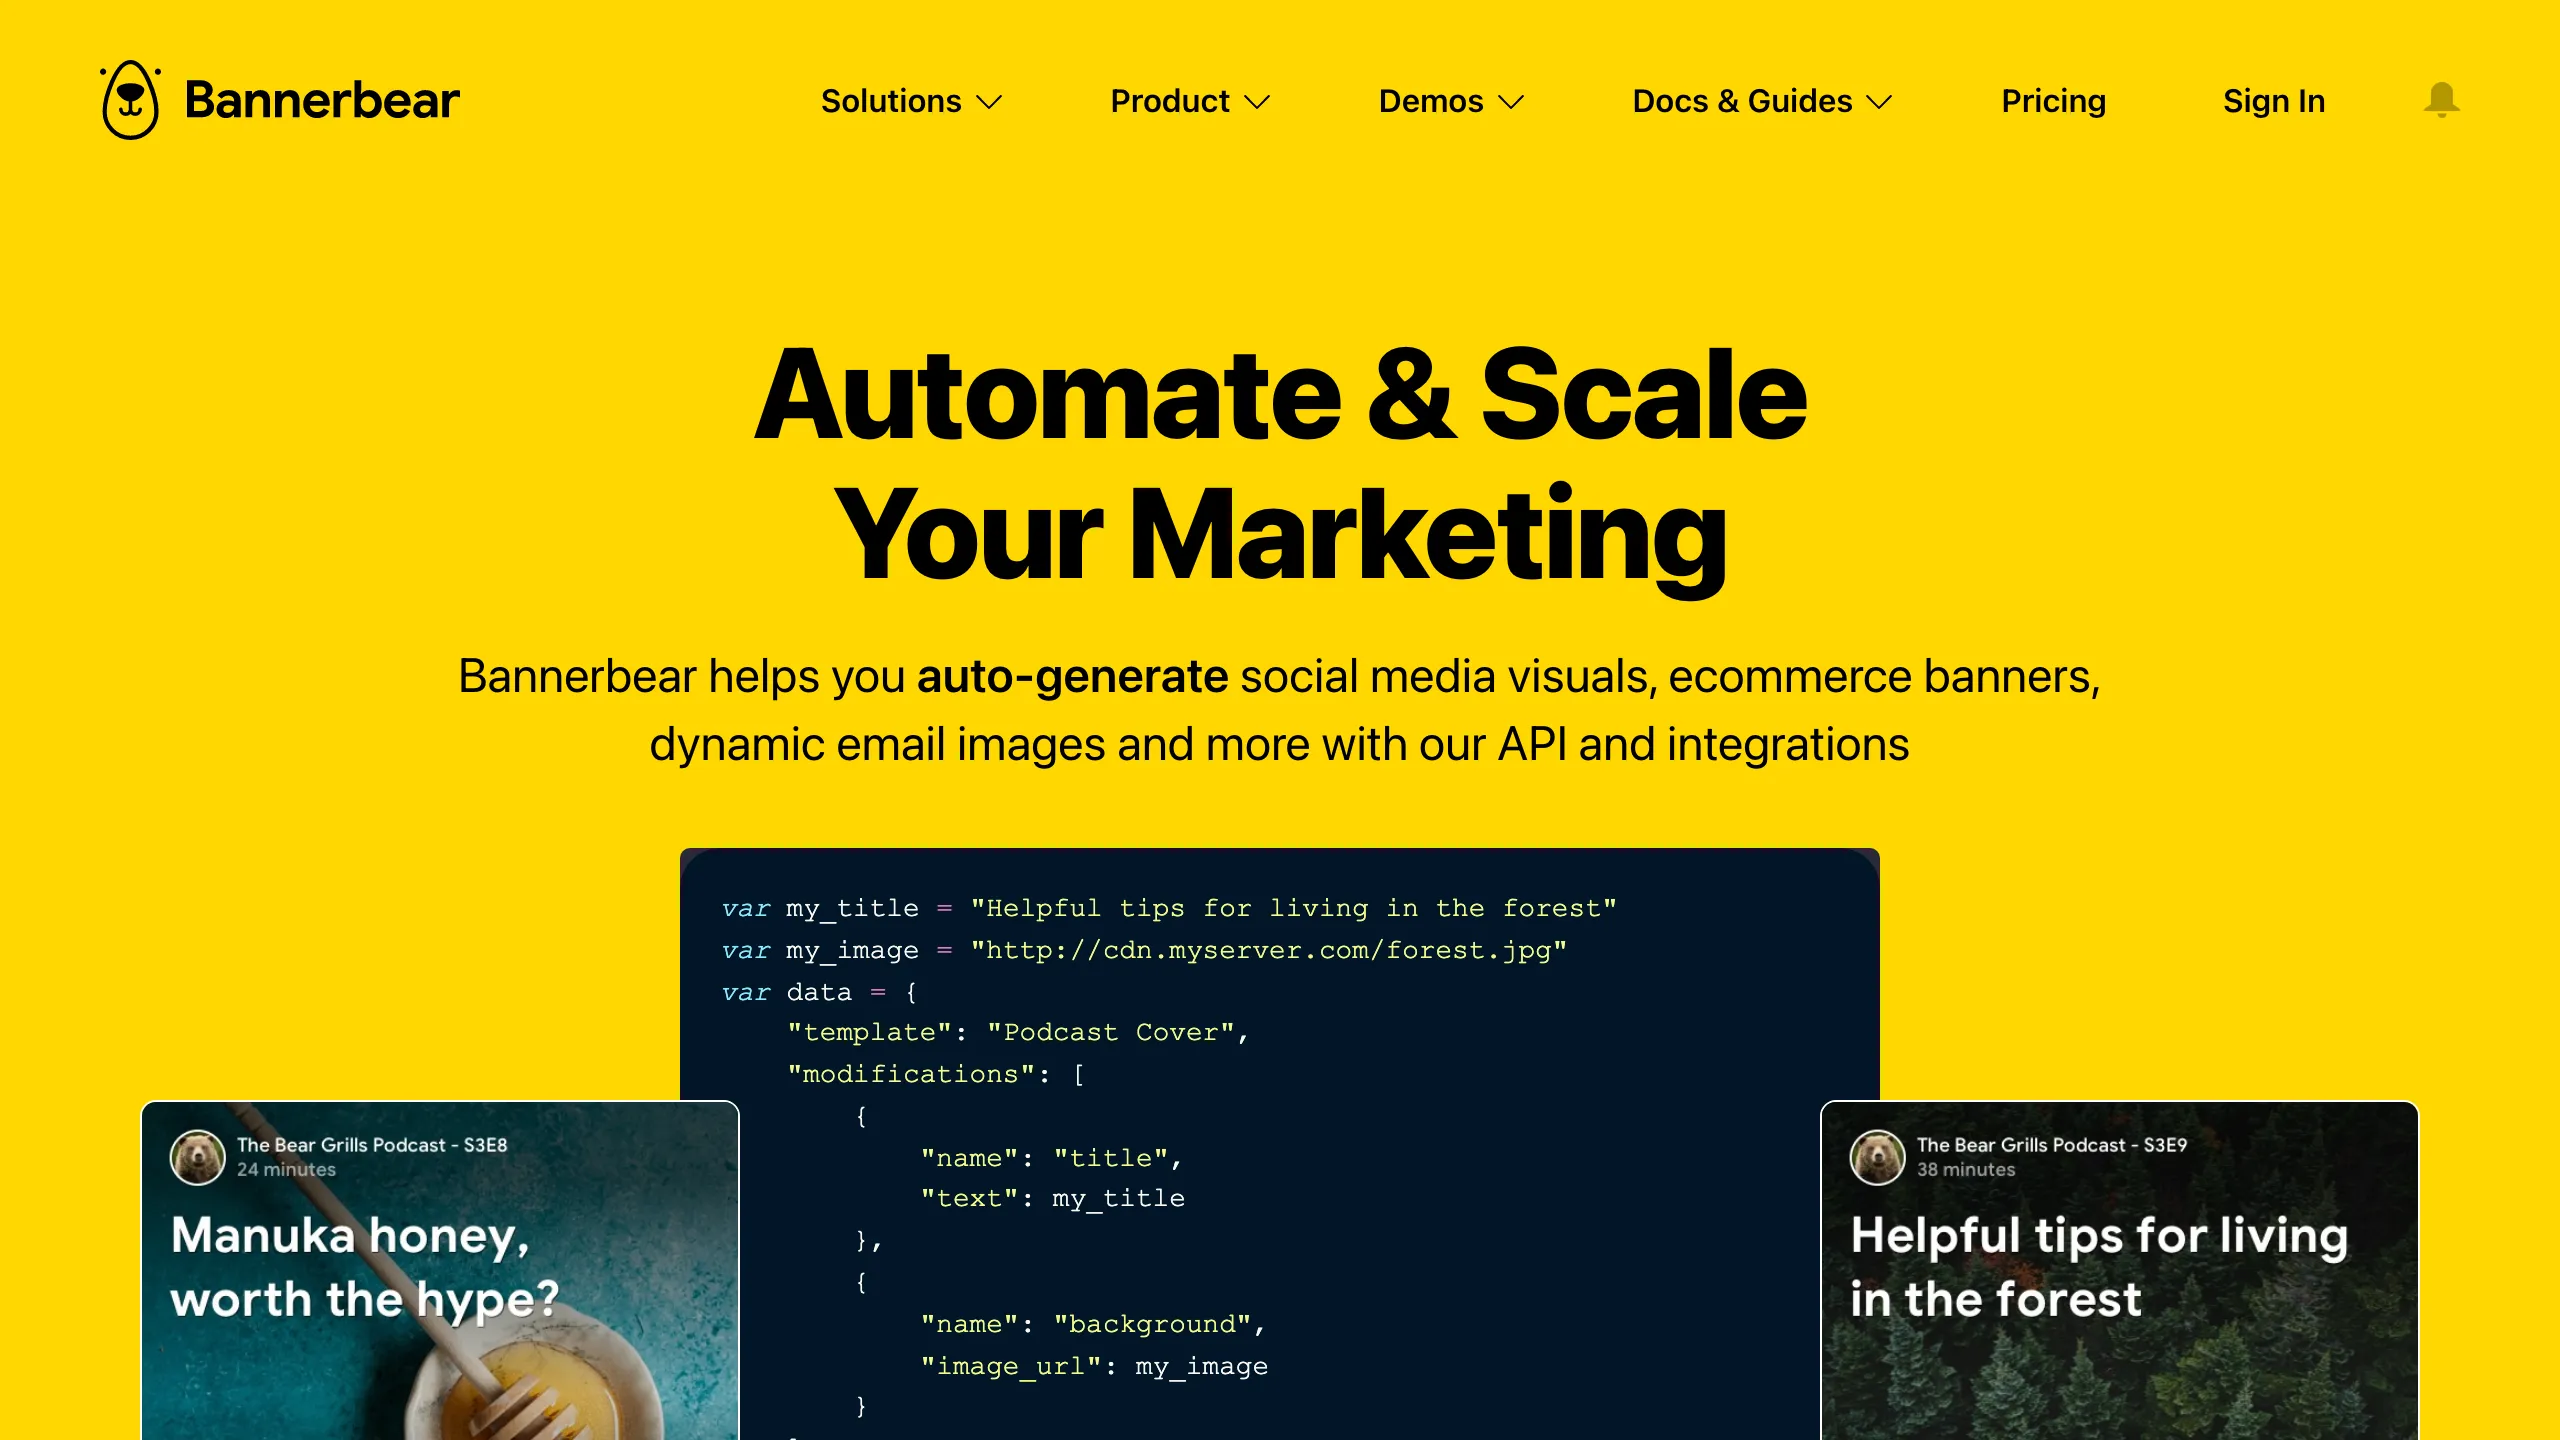 Bannerbear
Solutions
Product
Demos
Docs & Guides
Pricing
Sign In
Automate & Scale
Your Marketing
Bannerbear helps you auto-generate social media visuals, ecommerce banners,
dynamic email images and more with our API and integrations
var my_title = "Helpful tips for living in the forest"
var my_image = "http://cdn.myserver.com/forest.jpg"
var data = {
"template": "Podcast Cover",
"modifications": [
{
"name": "title",
"text": my_title
},
{
"name": "background",
"image_url": my_image
}
The Bear Grills Podcast - S3E8
24 minutes
Manuka honey,
worth the hype?
The Bear Grills Podcast - S3E9
38 minutes
Helpful tips for living
in the forest